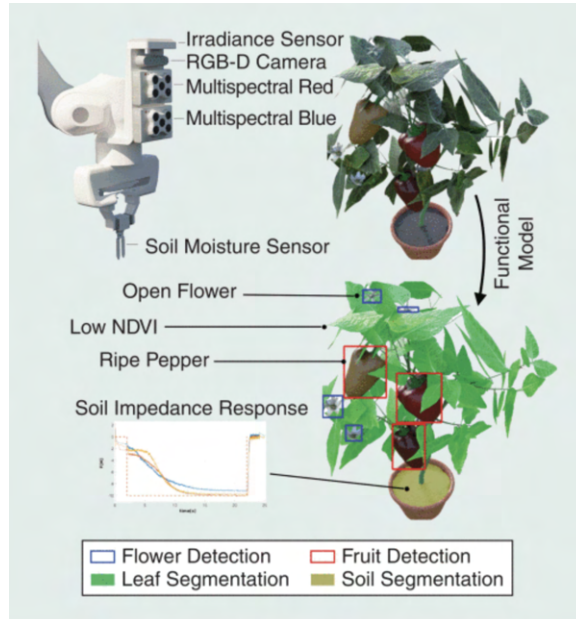 Irradiance Sensor
RGB-D Camera
Multispectral Red
Multispectral Blue
Soil Moisture Sensor
Functional
Model
Open Flower
Low NDVI
Ripe Pepper
Soil Impedance Response
Flower Detection
Fruit Detection
Leaf Segmentation
Soil Segmentation